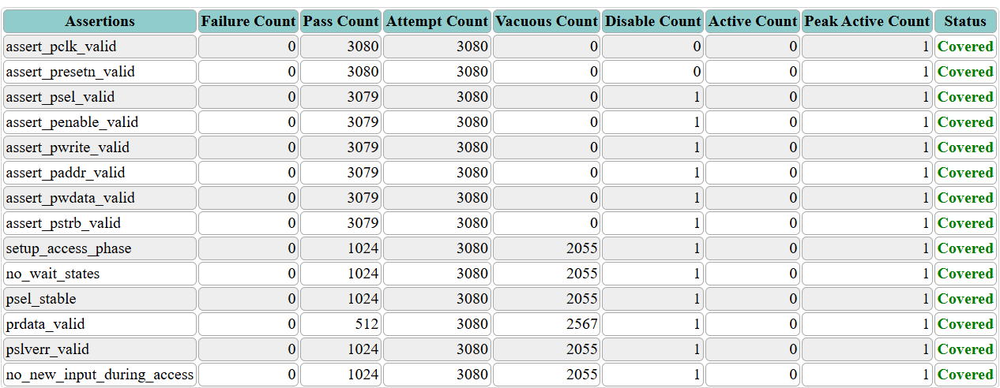 Assertions Failure Count Pass Count Attempt Count Vacuous Count Disable Count Active Count Peak Active Count Status
assert_pclk_valid 0 3080 3080 0 0 0 1 Covered
assert_presetn_valid 0 3080 3080 0 0 0 1 Covered
assert_psel_valid 0 3079 3080 0 1 0 1 Covered
assert_penable_valid 0 3079 3080 0 1 0 1 Covered
assert_pwrite_valid 0 3079 3080 0 1 0 1 Covered
assert_paddr_valid 0 3079 3080 0 1 0 1 Covered
assert_pwdata_valid 0 3079 3080 0 1 0 1 Covered
assert_pstrb_valid 0 3079 3080 0 1 0 1 Covered
setup_access_phase 0 1024 3080 2055 1 0 1 Covered
no_wait_states 0 1024 3080 2055 1 0 1 Covered
psel_stable 0 1024 3080 2055 1 0 1 Covered
prdata_valid 0 512 3080 2567 1 0 1 Covered
pslverr_valid 0 1024 3080 2055 1 0 1 Covered
no_new_input_during_access 0 1024 3080 2055 1 0 1 Covered